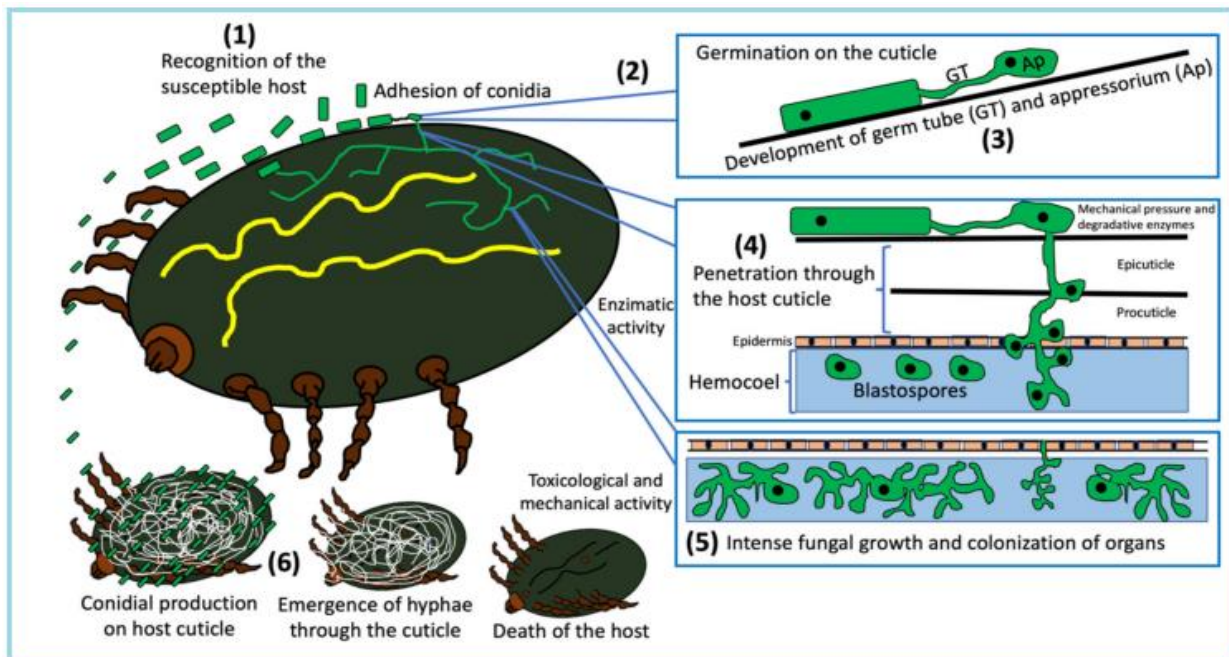 (1)
Recognition of the
susceptible host
Adhesion of conidia
(2)
Germination on the cuticle
GT
Ap
Development of germ tube (GT) and appressorium (Ap)
(3)
Mechanical pressure and
degradative enzymes
(4)
Penetration through
the host cuticle
Epicuticle
Procuticle
Epidermis
Hemocoel
Blastospores
Enzimatic
activity
(5) Intense fungal growth and colonization of organs
Toxicological and
mechanical activity
(6)
Conidial production
on host cuticle
Emergence of hyphae
through the cuticle
Death of the host